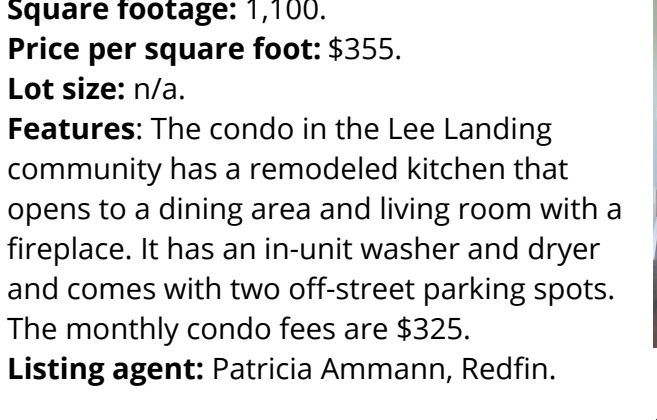 Square footage: 1,100.
Price per square foot: $355.
Lot size: n/a.
Features: The condo in the Lee Landing
community has a remodeled kitchen that
opens to a dining area and living room with a
fireplace. It has an in-unit washer and dryer
and comes with two off-street parking spots.
The monthly condo fees are $325.
Listing agent: Patricia Ammann, Redfin.